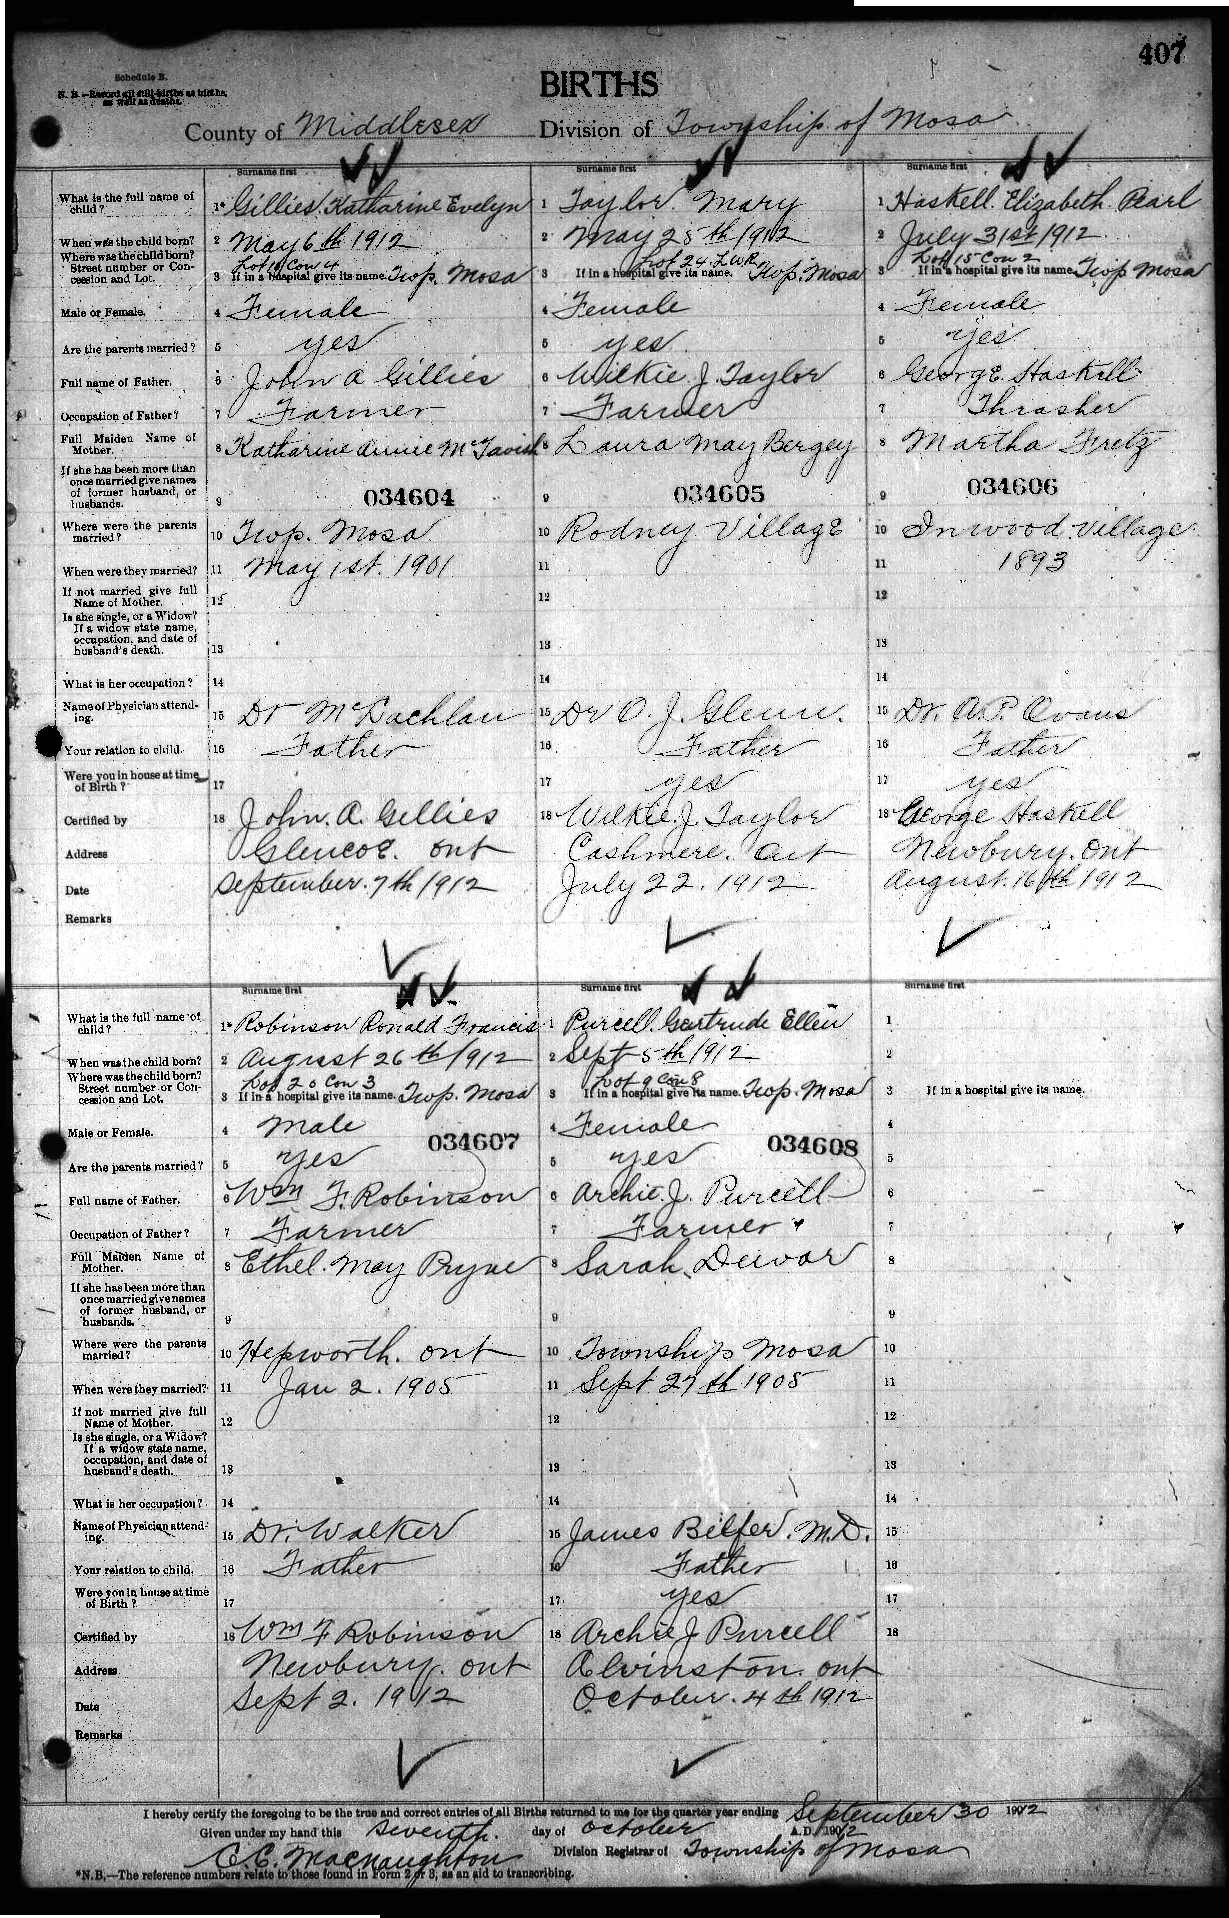 407
Schedule B.
N. B.—Record all still-births as births,
as well as deaths.
BIRTHS
County of Middlesex Division of Township of Mosa
Surname first Surname first Surname first
What is the full name of child? 1* Gillies Katharine Evelyn 1 Taylor Mary 1 Haskell Elizabeth Pearl
When was the child born? 2 May 6th 1912 2 May 25th 1912 2 July 31st 1912
Where was the child born? Lot 24 L W R Lot 15 Con 2
Street number or Concession and Lot. 3 If in a hospital give its name. Twp. Mosa 3 If in a hospital give its name. Twp. Mosa 3 If in a hospital give its name Twp Mosa
Male or Female. 4 Female 4 Female 4 Female
Are the parents married? 5 yes 5 yes 5 yes
Full name of Father. 6 John A Gillies 6 Wilkie J. Taylor 6 George Haskell
Occupation of Father? 7 Farmer 7 Farmer 7 Thrasher
Full Maiden Name of Mother. 8 Katharine Annie McTavish 8 Laura May Bergey 8 Martha Fretz
If she has been more than once married give names of former husband, or husbands. 9 034604 9 034605 9 034606
Where were the parents married? 10 Twp. Mosa 10 Rodney Village 10 Inwood Village
When were they married? 11 May 1st. 1901 11 11 1893
If not married give full Name of Mother. 12 12 12
Is she single, or a Widow? If a widow state name, occupation, and date of husband's death. 13 13 13
What is her occupation? 14 14 14
Name of Physician attending. 15 Dr McLachlan 15 Dr O. J. Glenn. 15 Dr. A. P. Evans
Your relation to child. 16 Father 16 Father 16 Father
Were you in house at time of Birth? 17 17 yes 17 yes
Certified by 18 John. A. Gillies 18 Wilkie. J. Taylor 18 George Haskell
Address Glencoe. Ont Cashmere. Ont Newbury. Ont
Date September. 7th 1912 July 22. 1912 August. 16th 1912
Remarks
Surname first Surname first Surname first
What is the full name of child? 1* Robinson Ronald Francis 1 Purcell. Gertrude Ellen 1
When was the child born? 2 August 26th 1912 2 Sept 5th 1912 2
Where was the child born? Lot 20 Con 3 Lot 9 Con 8
Street number or Concession and Lot. 3 If in a hospital give its name. Twp. Mosa 3 If in a hospital give its name. Twp. Mosa 3 If in a hospital give its name.
Male or Female. 4 Male 034607 4 Female 034608 4
Are the parents married? 5 yes 5 yes 5
Full name of Father. 6 Wm F. Robinson 6 Archie. J. Purcell 6
Occupation of Father? 7 Farmer 7 Farmer 7
Full Maiden Name of Mother. 8 Ethel. May Pryne 8 Sarah Dewar 8
If she has been more than once married give names of former husband, or husbands. 9 9 9
Where were the parents married? 10 Hepworth. Ont 10 Township Mosa 10
When were they married? 11 Jan 2. 1905 11 Sept 27th 1905 11
If not married give full Name of Mother. 12 12 12
Is she single, or a Widow? If a widow state name, occupation, and date of husband's death. 13 13 13
What is her occupation? 14 14 14
Name of Physician attending. 15 Dr. Walker 15 James M.D. 15
Your relation to child. 16 Father 16 Father 16
Were you in house at time of Birth? 17 17 yes 17
Certified by 18 Wm F Robinson 18 Archie J Purcell 18
Address Newbury. Ont Alvinston. Ont
Date Sept 2. 1912 October. 4th 1912
Remarks
I hereby certify the foregoing to be the true and correct entries of all Births returned to me for the quarter year ending September 30 1912
Given under my hand this seventh. day of October A.D. 1912
C. C. Macnaughton Division Registrar of Township of Mosa
*N.B.—The reference numbers relate to those found in Form 2 or 3, as an aid to transcribing.